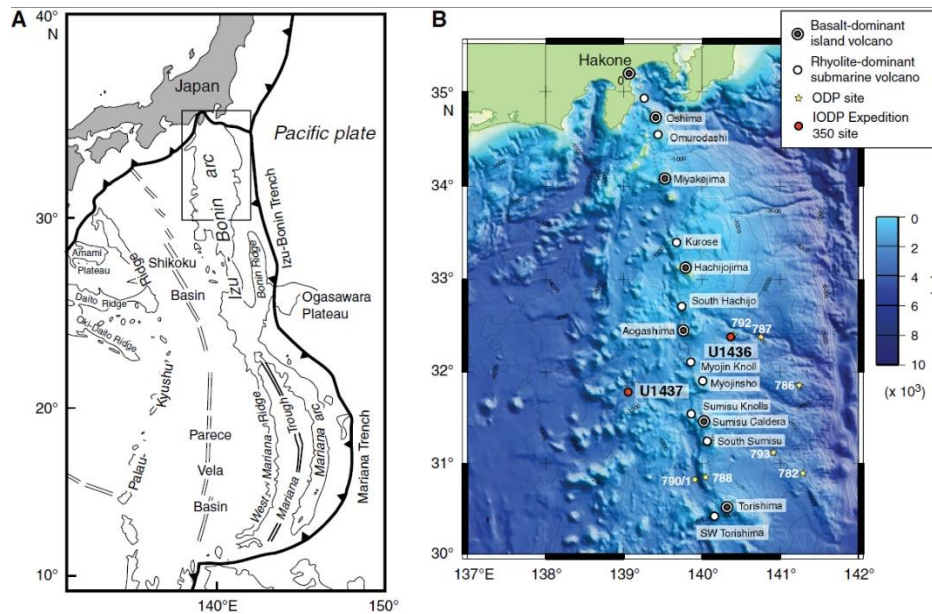 A
40°
N
30°
20°
10°
140°E
150°
Japan
Pacific plate
Izu - Bonin arc
Izu-Bonin Trench
Bonin Ridge
Ogasawara
Plateau
Amami
Plateau
Daito Ridge
Oki-Daito Ridge
Shikoku
Basin
Palau-
Kyushu
Ridge
Parece
Vela
Basin
West Mariana Ridge
Mariana Trough
Mariana arc
Mariana Trench
B
Basalt-dominant
island volcano
Rhyolite-dominant
submarine volcano
ODP site
IODP Expedition
350 site
35°
N
34°
33°
32°
31°
30°
137°E
138°
139°
140°
141°
142°
Hakone
0
Oshima
Omurodashi
Miyakejima
Kurose
Hachijojima
South Hachijo
Aogashima
792
787
U1436
Myojin Knoll
786
Myojinsho
U1437
Sumisu Knolls
Sumisu Caldera
South Sumisu
793
790/1
788
782
Torishima
SW Torishima
0
2
4
6
8
10
(x 10³)